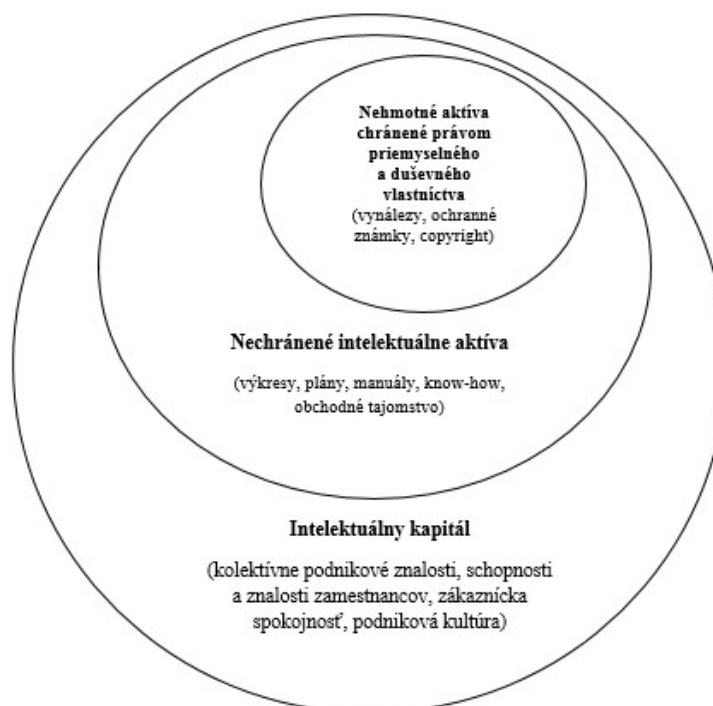 Nehmotné aktíva
chránené právom
priemyselného
a duševného
vlastníctva
(vynálezy, ochranné
známky, copyright)
Nechránené intelektuálne aktíva
(výkresy, plány, manuály, know-how,
obchodné tajomstvo)
Intelektuálny kapitál
(kolektívne podnikové znalosti, schopnosti
a znalosti zamestnancov, zákaznícka
spokojnosť, podniková kultúra)